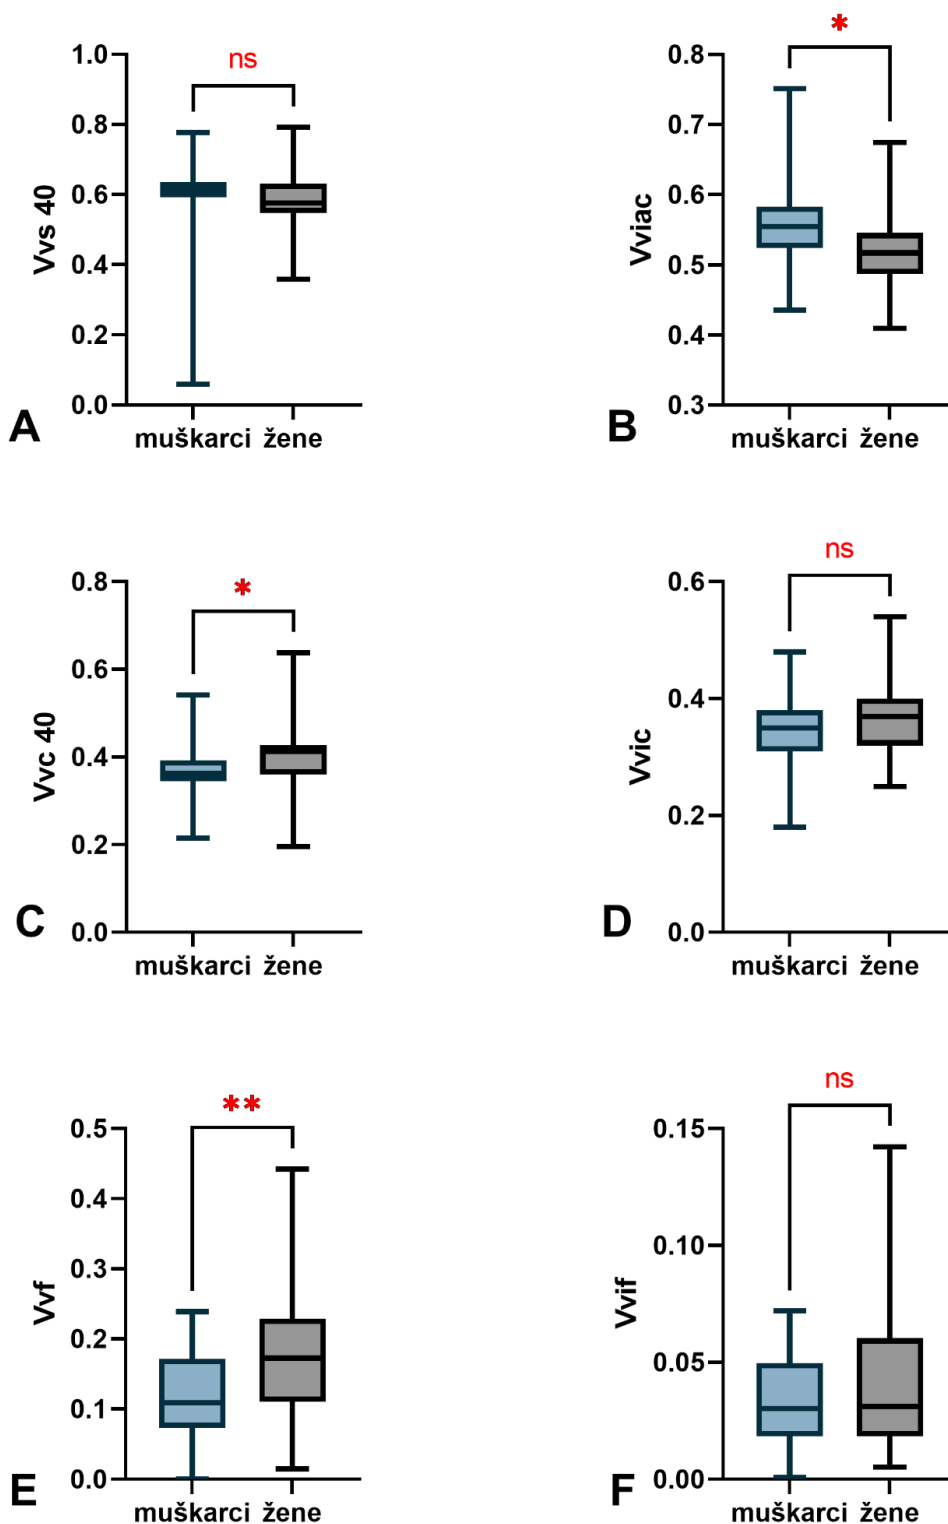 ns
1.0
0.8
0.6
0.4
0.2
0.0
Vvs 40
muškarci žene
A
*
0.8
0.7
0.6
0.5
0.4
0.3
Vviac
muškarci žene
B
*
0.8
0.6
0.4
0.2
0.0
Vvc 40
muškarci žene
C
ns
0.6
0.4
0.2
0.0
Vvic
muškarci žene
D
**
0.5
0.4
0.3
0.2
0.1
0.0
Vvf
muškarci žene
E
ns
0.15
0.10
0.05
0.00
Vvif
muškarci žene
F